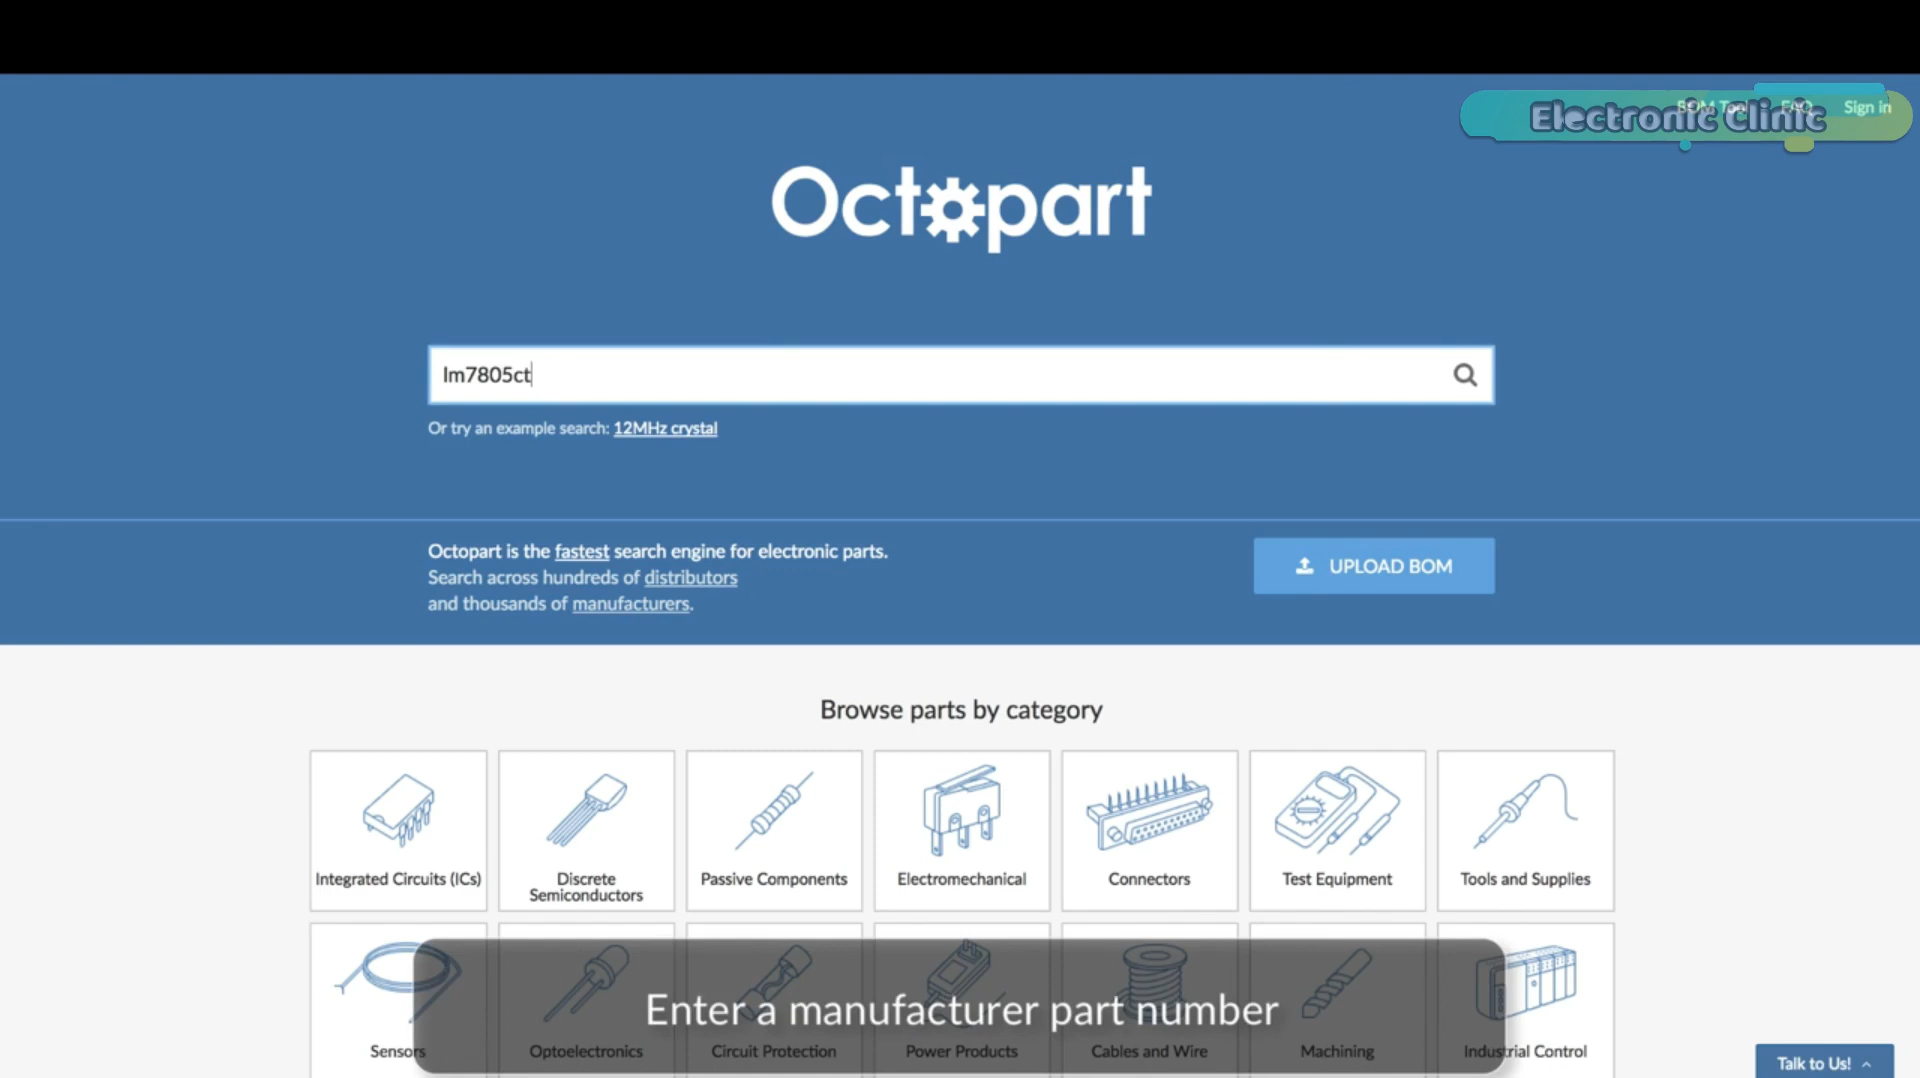 BOM Tool FAQ Sign in
Electronic Clinic
Octopart
lm7805ct
Or try an example search: 12MHz crystal
Octopart is the fastest search engine for electronic parts.
Search across hundreds of distributors
and thousands of manufacturers.
UPLOAD BOM
Browse parts by category
Integrated Circuits (ICs)
Discrete
Semiconductors
Passive Components
Electromechanical
Connectors
Test Equipment
Tools and Supplies
Enter a manufacturer part number
Sensors
Optoelectronics
Circuit Protection
Power Products
Cables and Wire
Machining
Industrial Control
Talk to Us!